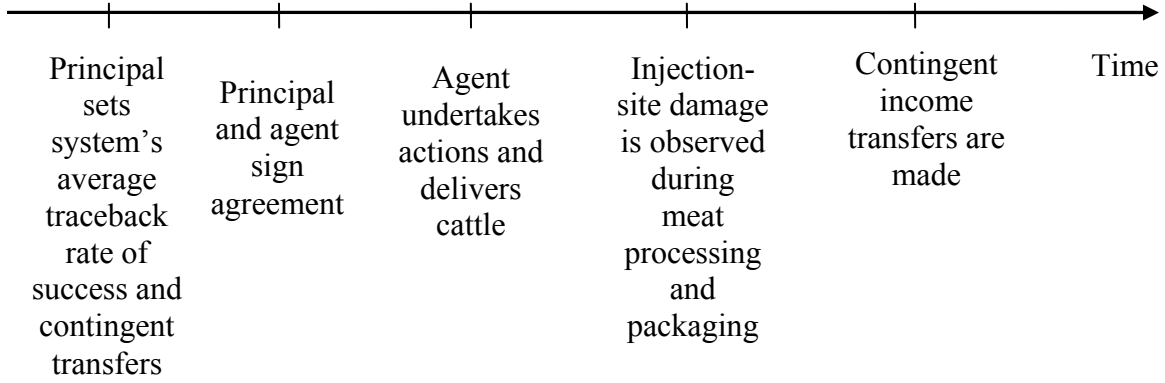 Principal
sets
system’s
average
traceback
rate of
success and
contingent
transfers
Principal
and agent
sign
agreement
Agent
undertakes
actions and
delivers
cattle
Injection-
site damage
is observed
during
meat
processing
and
packaging
Contingent
income
transfers are
made
Time